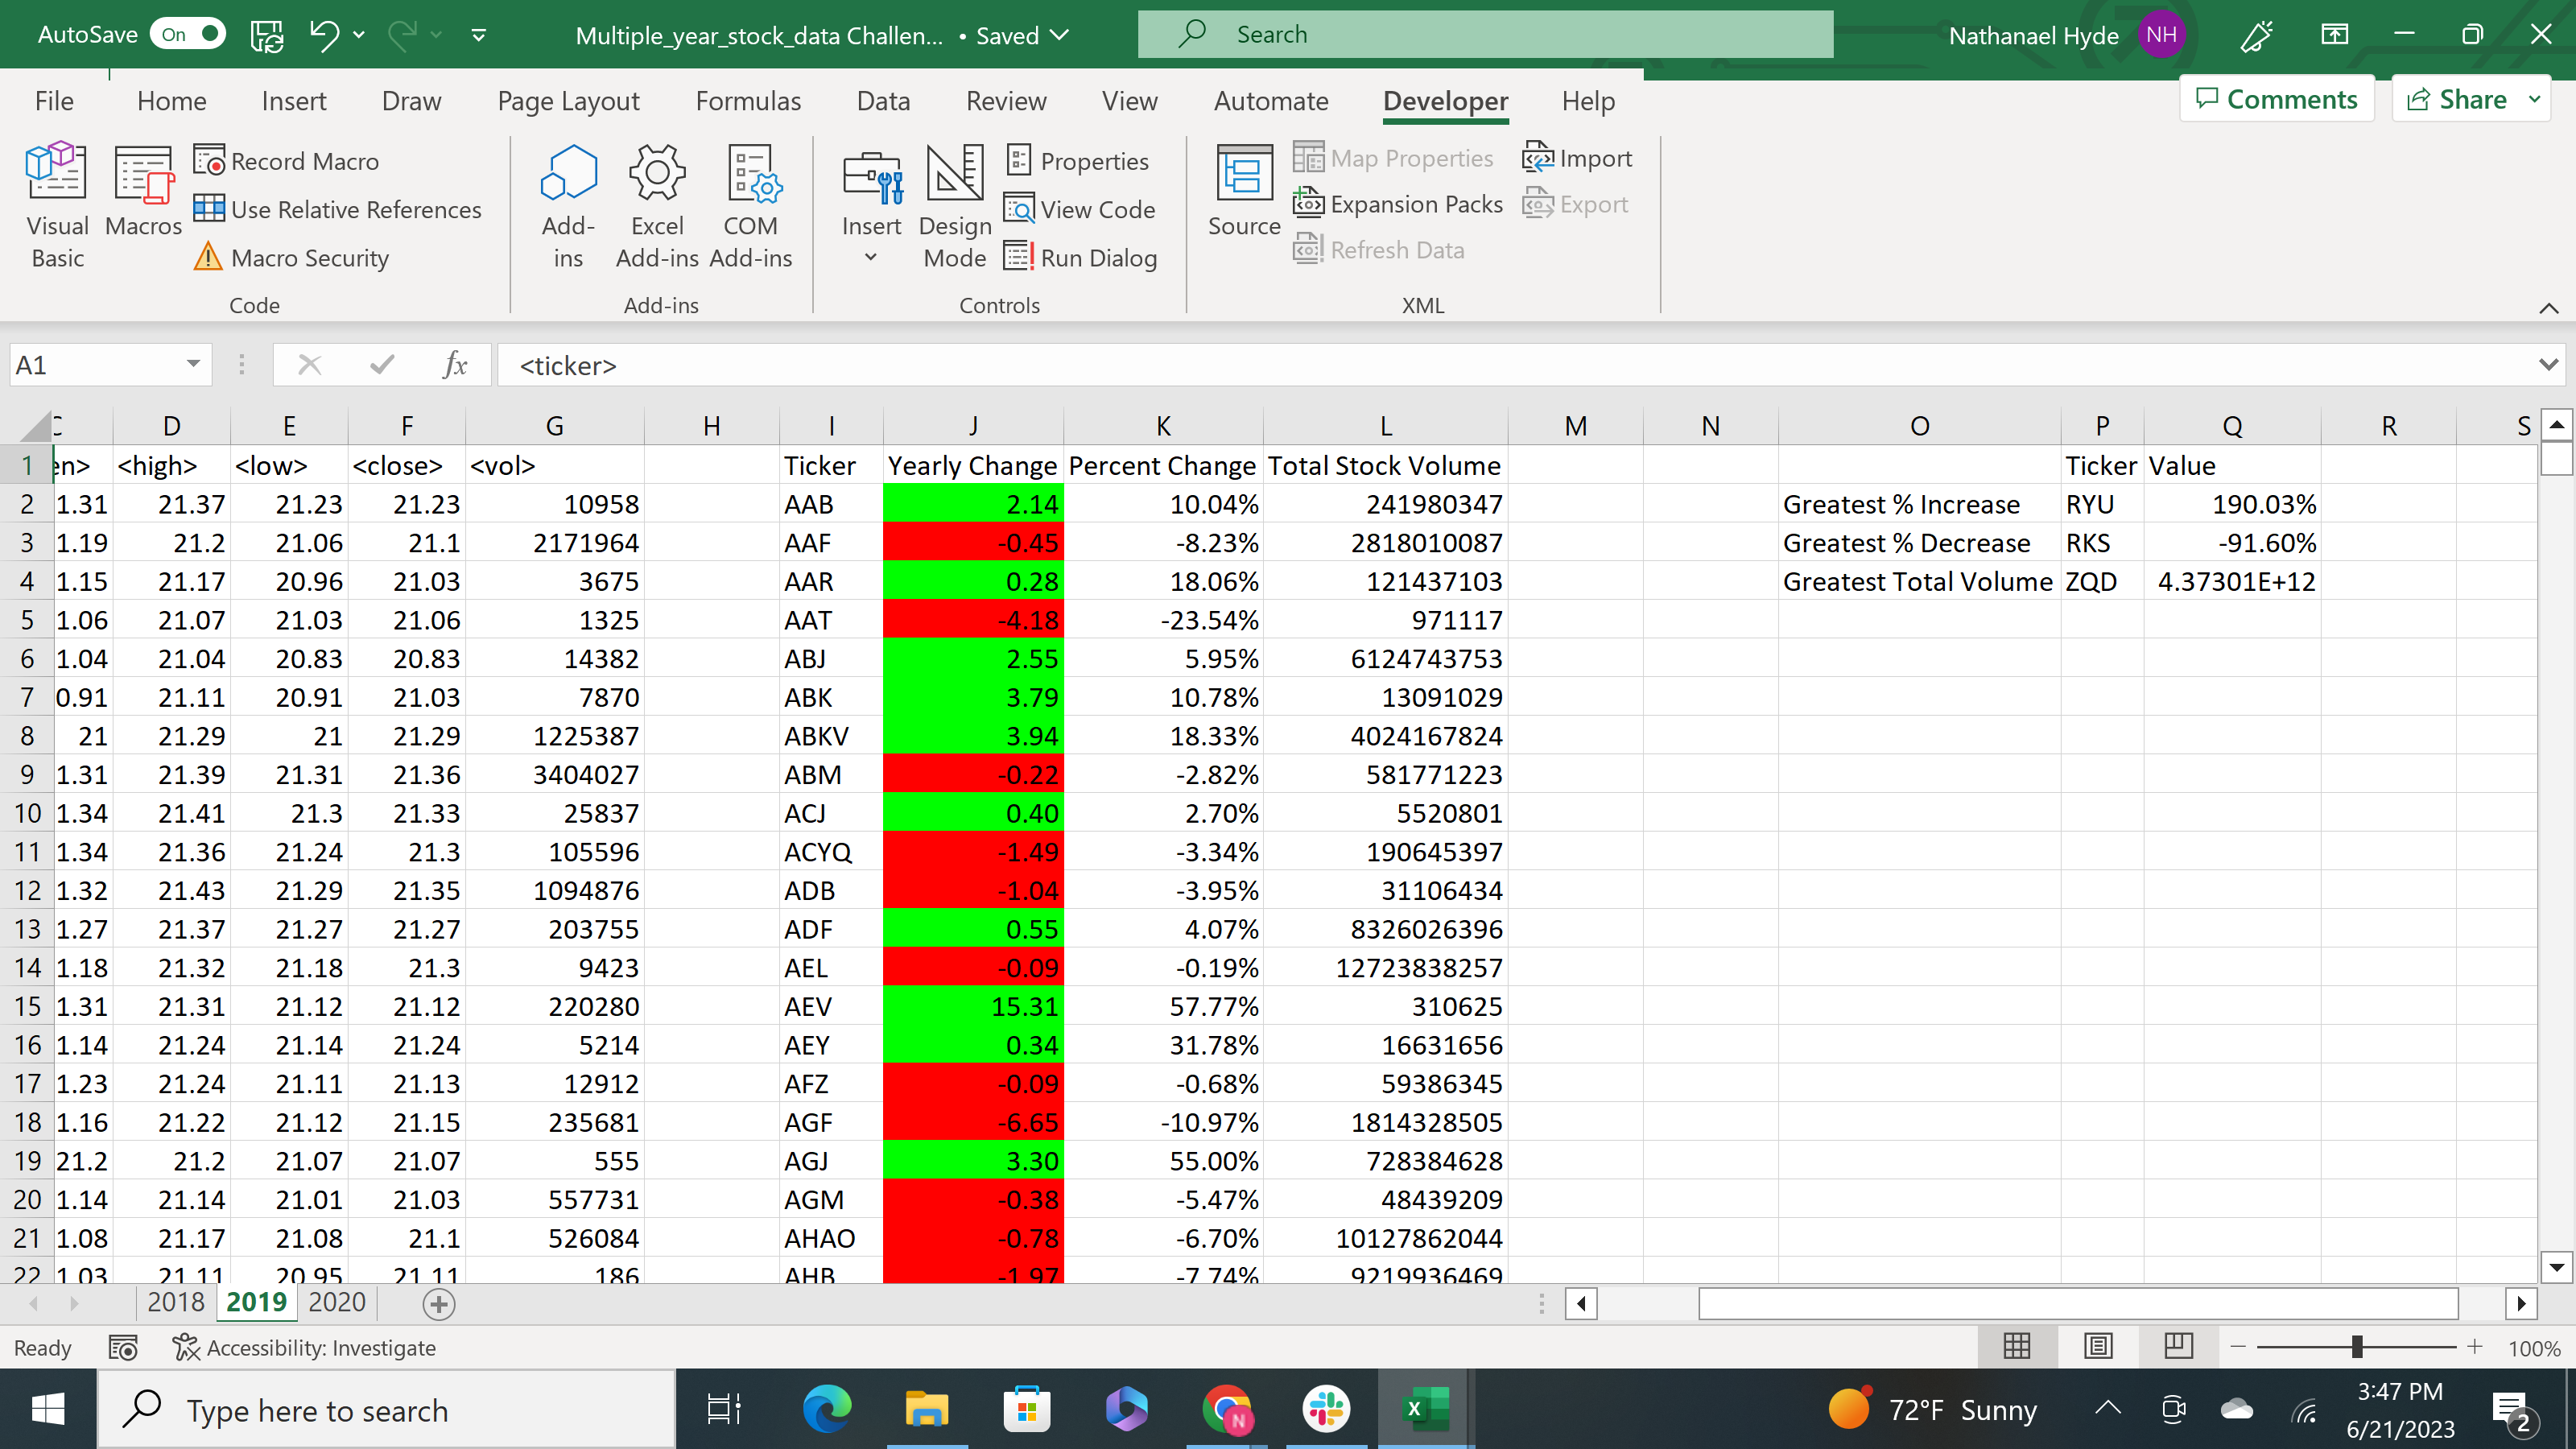 AutoSave On Multiple_year_stock_data Challen... • Saved Search Nathanael Hyde NH
File Home Insert Draw Page Layout Formulas Data Review View Automate Developer Help Comments Share
Visual Basic Macros Record Macro Use Relative References Macro Security Code
Add-ins Excel Add-ins COM Add-ins Add-ins
Insert Design Mode Properties View Code Run Dialog Controls
Source Map Properties Expansion Packs Refresh Data Import Export XML
A1 fx <ticker>
C D E F G H I J K L M N O P Q R S
1 en> <high> <low> <close> <vol> Ticker Yearly Change Percent Change Total Stock Volume Ticker Value
2 1.31 21.37 21.23 21.23 10958 AAB 2.14 10.04% 241980347 Greatest % Increase RYU 190.03%
3 1.19 21.2 21.06 21.1 2171964 AAF -0.45 -8.23% 2818010087 Greatest % Decrease RKS -91.60%
4 1.15 21.17 20.96 21.03 3675 AAR 0.28 18.06% 121437103 Greatest Total Volume ZQD 4.37301E+12
5 1.06 21.07 21.03 21.06 1325 AAT -4.18 -23.54% 971117
6 1.04 21.04 20.83 20.83 14382 ABJ 2.55 5.95% 6124743753
7 0.91 21.11 20.91 21.03 7870 ABK 3.79 10.78% 13091029
8 21 21.29 21 21.29 1225387 ABKV 3.94 18.33% 4024167824
9 1.31 21.39 21.31 21.36 3404027 ABM -0.22 -2.82% 581771223
10 1.34 21.41 21.3 21.33 25837 ACJ 0.40 2.70% 5520801
11 1.34 21.36 21.24 21.3 105596 ACYQ -1.49 -3.34% 190645397
12 1.32 21.43 21.29 21.35 1094876 ADB -1.04 -3.95% 31106434
13 1.27 21.37 21.27 21.27 203755 ADF 0.55 4.07% 8326026396
14 1.18 21.32 21.18 21.3 9423 AEL -0.09 -0.19% 12723838257
15 1.31 21.31 21.12 21.12 220280 AEV 15.31 57.77% 310625
16 1.14 21.24 21.14 21.24 5214 AEY 0.34 31.78% 16631656
17 1.23 21.24 21.11 21.13 12912 AFZ -0.09 -0.68% 59386345
18 1.16 21.22 21.12 21.15 235681 AGF -6.65 -10.97% 1814328505
19 21.2 21.2 21.07 21.07 555 AGJ 3.30 55.00% 728384628
20 1.14 21.14 21.01 21.03 557731 AGM -0.38 -5.47% 48439209
21 1.08 21.17 21.08 21.1 526084 AHAO -0.78 -6.70% 10127862044
22 1.03 21.11 20.95 21.11 186 AHB -1.97 -7.74% 9219936469
2018 2019 2020
Ready Accessibility: Investigate 100%
Type here to search N 72°F Sunny 3:47 PM
6/21/2023 2